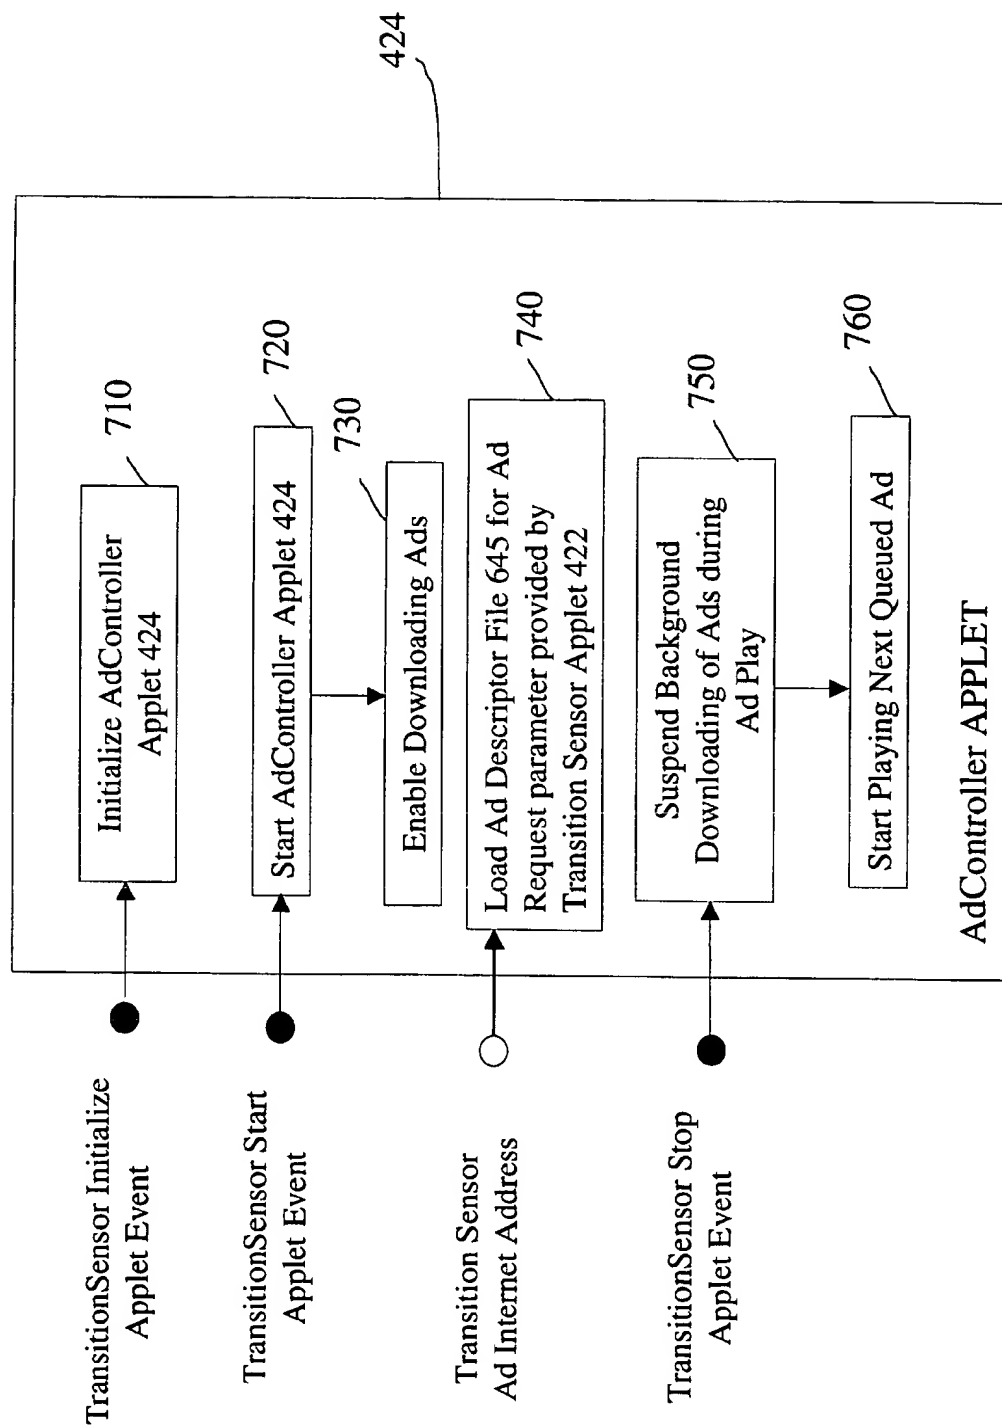 424
TransitionSensor Initialize
Applet Event
710
Initialize AdController
Applet 424
TransitionSensor Start
Applet Event
720
Start AdController Applet 424
730
Enable Downloading Ads
Transition Sensor
Ad Internet Address
740
Load Ad Descriptor File 645 for Ad
Request parameter provided by
Transition Sensor Applet 422
TransitionSensor Stop
Applet Event
750
Suspend Background
Downloading of Ads during
Ad Play
760
Start Playing Next Queued Ad
AdController APPLET